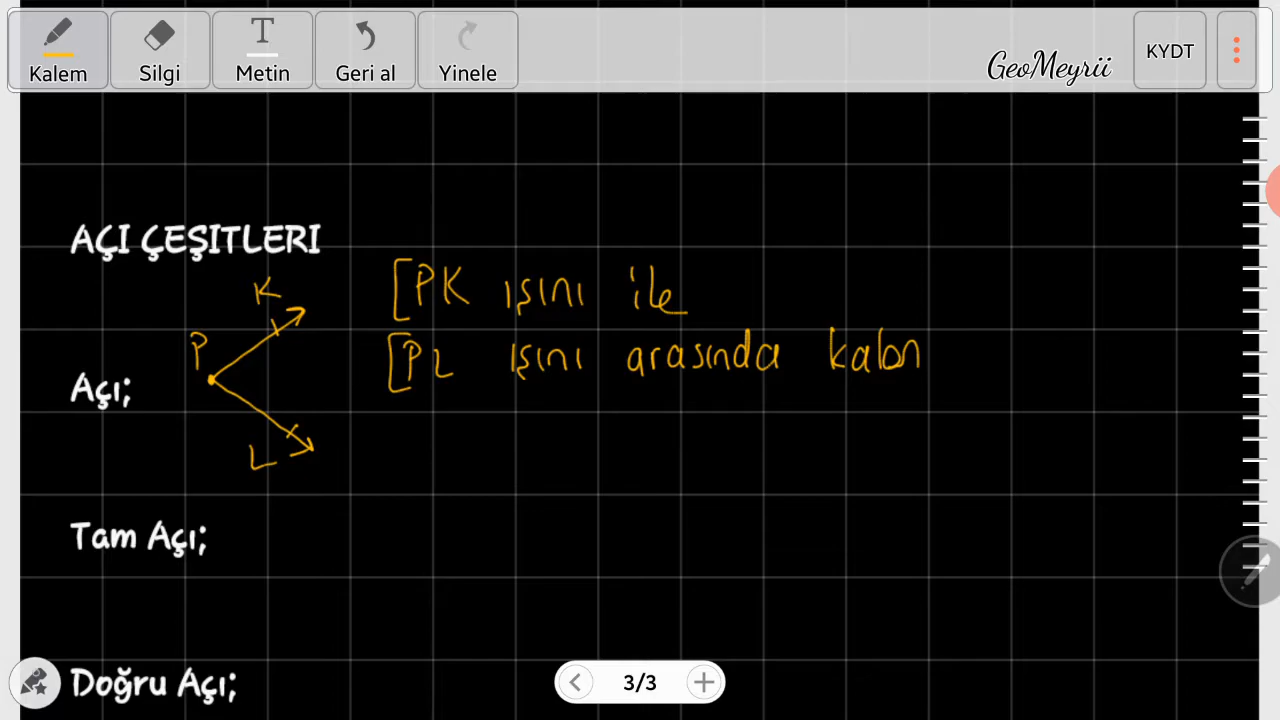 Kalem Silgi Metin Geri al Yinele GeoMeyrii KYDT
AÇI ÇEŞITLERI
K
[PK ışını ile
P
[PL ışını arasında kalan
Açı;
L
Tam Açı;
Doğru Açı;
3/3